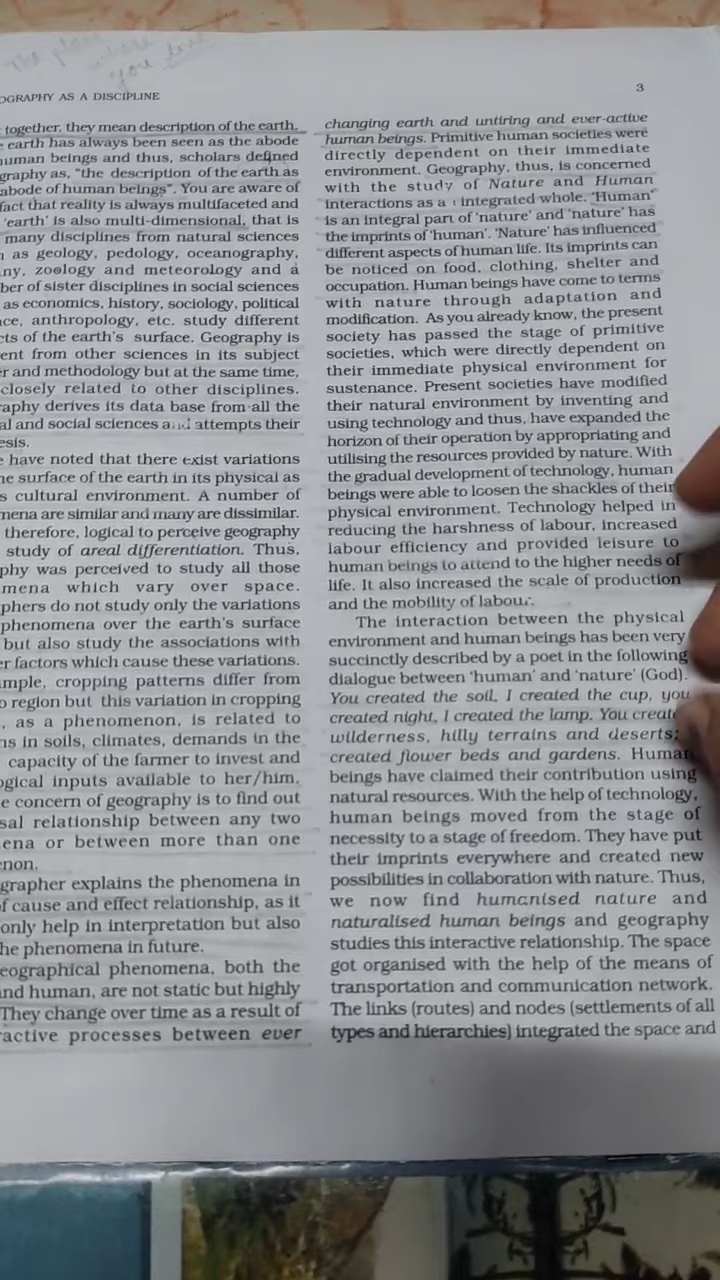 you live
OGRAPHY AS A DISCIPLINE
3
together, they mean description of the earth.
earth has always been seen as the abode
human beings and thus, scholars defined
graphy as, "the description of the earth as
abode of human beings". You are aware of
fact that reality is always multifaceted and
'earth' is also multi-dimensional, that is
many disciplines from natural sciences
as geology, pedology, oceanography,
ny, zoology and meteorology and a
ber of sister disciplines in social sciences
as economics, history, sociology, political
ce, anthropology, etc. study different
cts of the earth's surface. Geography is
ent from other sciences in its subject
r and methodology but at the same time,
closely related to other disciplines.
raphy derives its data base from all the
al and social sciences and attempts their
esis.
have noted that there exist variations
he surface of the earth in its physical as
s cultural environment. A number of
mena are similar and many are dissimilar.
therefore, logical to perceive geography
study of areal differentiation. Thus,
phy was perceived to study all those
mena which vary over space.
phers do not study only the variations
phenomena over the earth's surface
but also study the associations with
er factors which cause these variations.
ample, cropping patterns differ from
o region but this variation in cropping
, as a phenomenon, is related to
ns in soils, climates, demands in the
capacity of the farmer to invest and
ogical inputs available to her/him.
e concern of geography is to find out
sal relationship between any two
ena or between more than one
enon.
grapher explains the phenomena in
of cause and effect relationship, as it
only help in interpretation but also
he phenomena in future.
eographical phenomena, both the
and human, are not static but highly
They change over time as a result of
ractive processes between ever
changing earth and untiring and ever-active
human beings. Primitive human societies were
directly dependent on their immediate
environment. Geography, thus, is concerned
with the study of Nature and Human
interactions as a integrated whole. 'Human'
is an integral part of 'nature' and 'nature' has
the imprints of 'human'. 'Nature' has influenced
different aspects of human life. Its imprints can
be noticed on food, clothing, shelter and
occupation. Human beings have come to terms
with nature through adaptation and
modification. As you already know, the present
society has passed the stage of primitive
societies, which were directly dependent on
their immediate physical environment for
sustenance. Present societies have modified
their natural environment by inventing and
using technology and thus, have expanded the
horizon of their operation by appropriating and
utilising the resources provided by nature. With
the gradual development of technology, human
beings were able to loosen the shackles of their
physical environment. Technology helped in
reducing the harshness of labour, increased
labour efficiency and provided leisure to
human beings to attend to the higher needs of
life. It also increased the scale of production
and the mobility of labour.
The interaction between the physical
environment and human beings has been very
succinctly described by a poet in the following
dialogue between 'human' and 'nature' (God).
You created the soil, I created the cup, you
created night, I created the lamp. You create
wilderness, hilly terrains and deserts;
created flower beds and gardens. Human
beings have claimed their contribution using
natural resources. With the help of technology,
human beings moved from the stage of
necessity to a stage of freedom. They have put
their imprints everywhere and created new
possibilities in collaboration with nature. Thus,
we now find humanised nature and
naturalised human beings and geography
studies this interactive relationship. The space
got organised with the help of the means of
transportation and communication network.
The links (routes) and nodes (settlements of all
types and hierarchies) integrated the space and